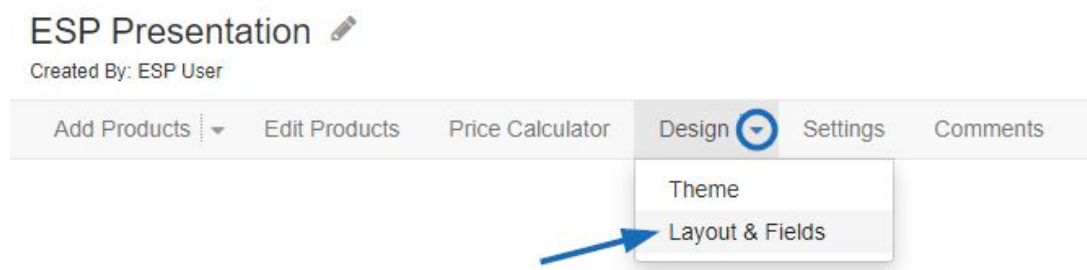 ESP Presentation
Created By: ESP User
Add Products Edit Products Price Calculator Design Settings Comments
Theme
Layout & Fields